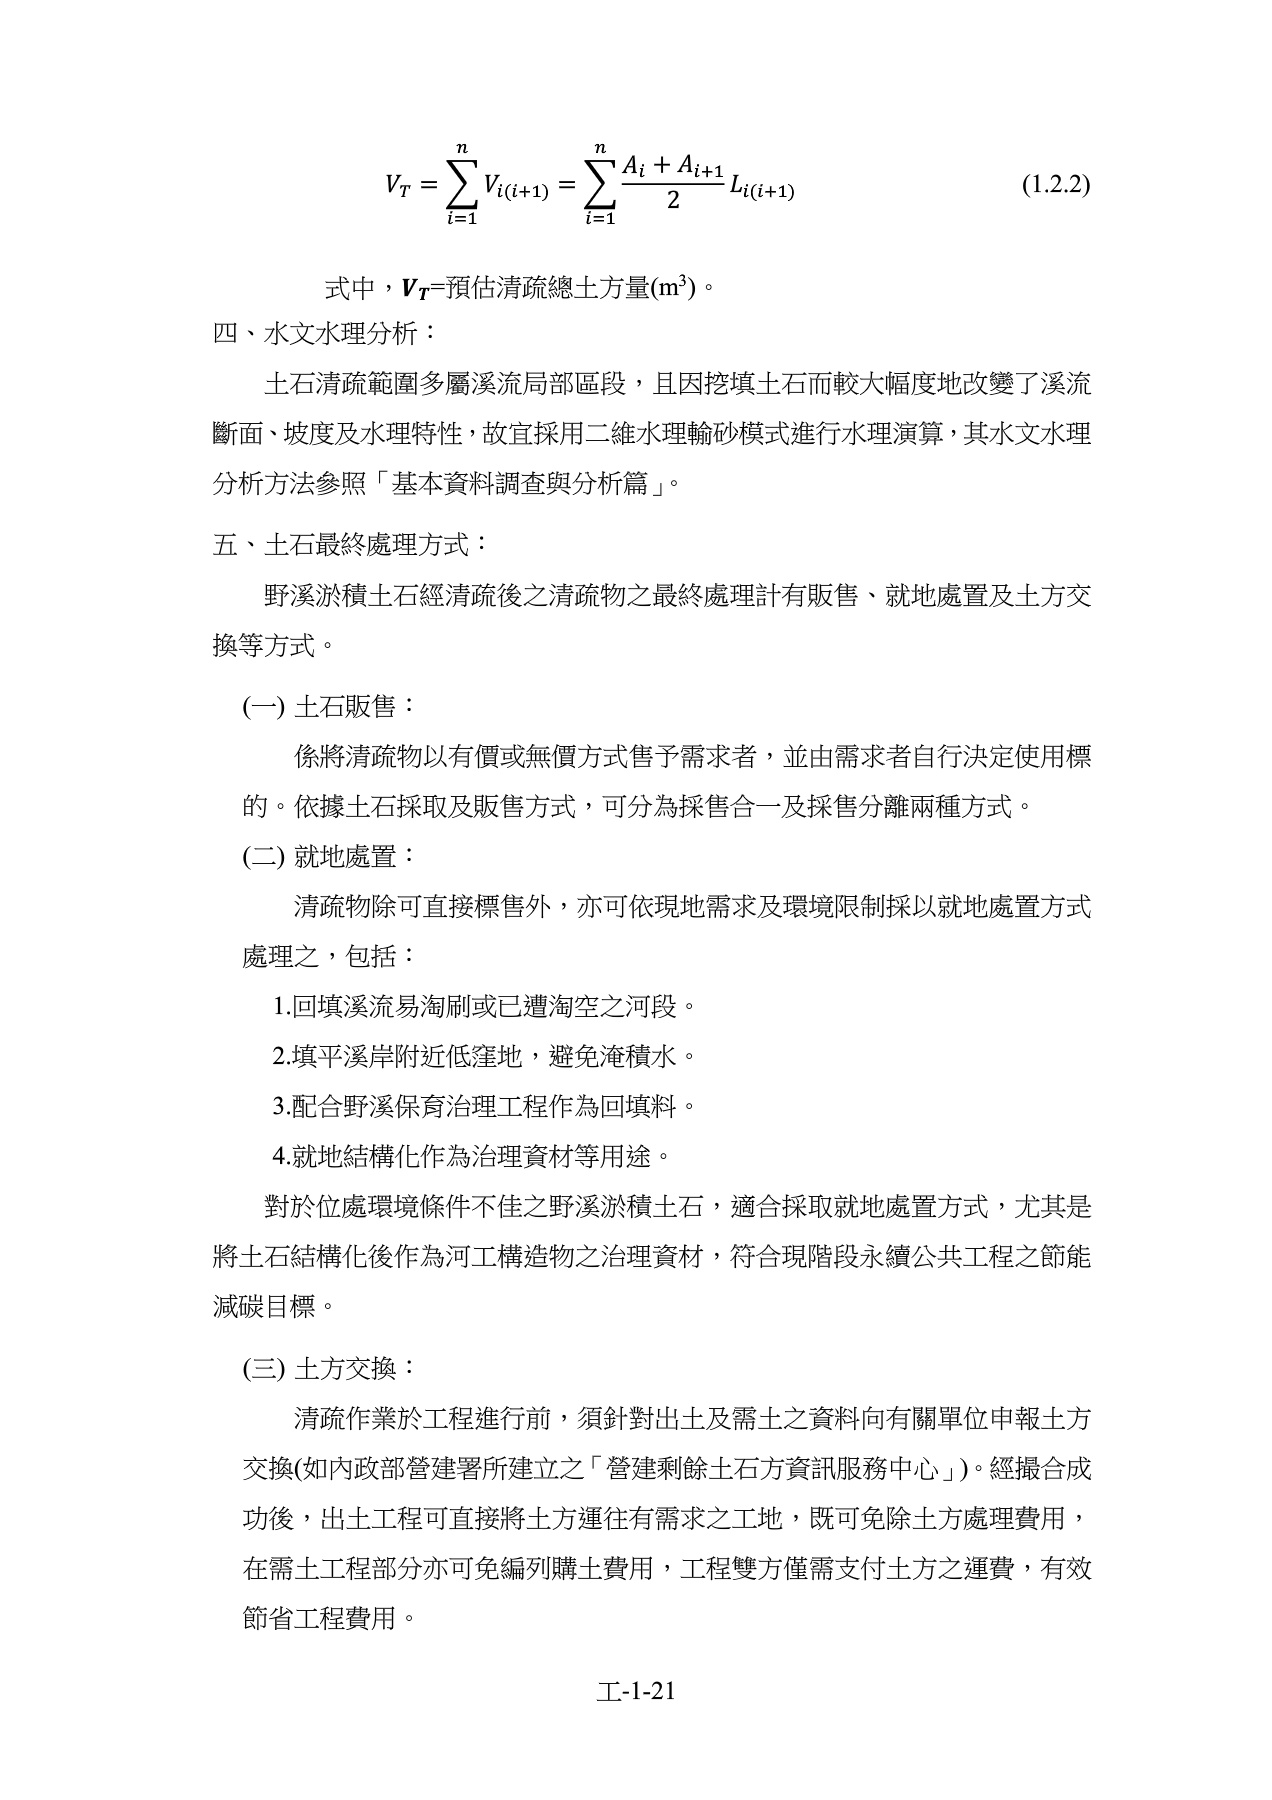 V_T = \sum_{i=1}^{n} V_{i(i+1)} = \sum_{i=1}^{n} \frac{A_i + A_{i+1}}{2} L_{i(i+1)} (1.2.2)
式中，V_T=預估清疏總土方量(m³)。
四、水文水理分析：
土石清疏範圍多屬溪流局部區段，且因挖填土石而較大幅度地改變了溪流
斷面、坡度及水理特性，故宜採用二維水理輸砂模式進行水理演算，其水文水理
分析方法參照「基本資料調查與分析篇」。
五、土石最終處理方式：
野溪淤積土石經清疏後之清疏物之最終處理計有販售、就地處置及土方交
換等方式。
(一) 土石販售：
係將清疏物以有價或無價方式售予需求者，並由需求者自行決定使用標
的。依據土石採取及販售方式，可分為採售合一及採售分離兩種方式。
(二) 就地處置：
清疏物除可直接標售外，亦可依現地需求及環境限制採以就地處置方式
處理之，包括：
1.回填溪流易淘刷或已遭淘空之河段。
2.填平溪岸附近低窪地，避免淹積水。
3.配合野溪保育治理工程作為回填料。
4.就地結構化作為治理資材等用途。
對於位處環境條件不佳之野溪淤積土石，適合採取就地處置方式，尤其是
將土石結構化後作為河工構造物之治理資材，符合現階段永續公共工程之節能
減碳目標。
(三) 土方交換：
清疏作業於工程進行前，須針對出土及需土之資料向有關單位申報土方
交換(如內政部營建署所建立之「營建剩餘土石方資訊服務中心」)。經撮合成
功後，出土工程可直接將土方運往有需求之工地，既可免除土方處理費用，
在需土工程部分亦可免編列購土費用，工程雙方僅需支付土方之運費，有效
節省工程費用。
工-1-21